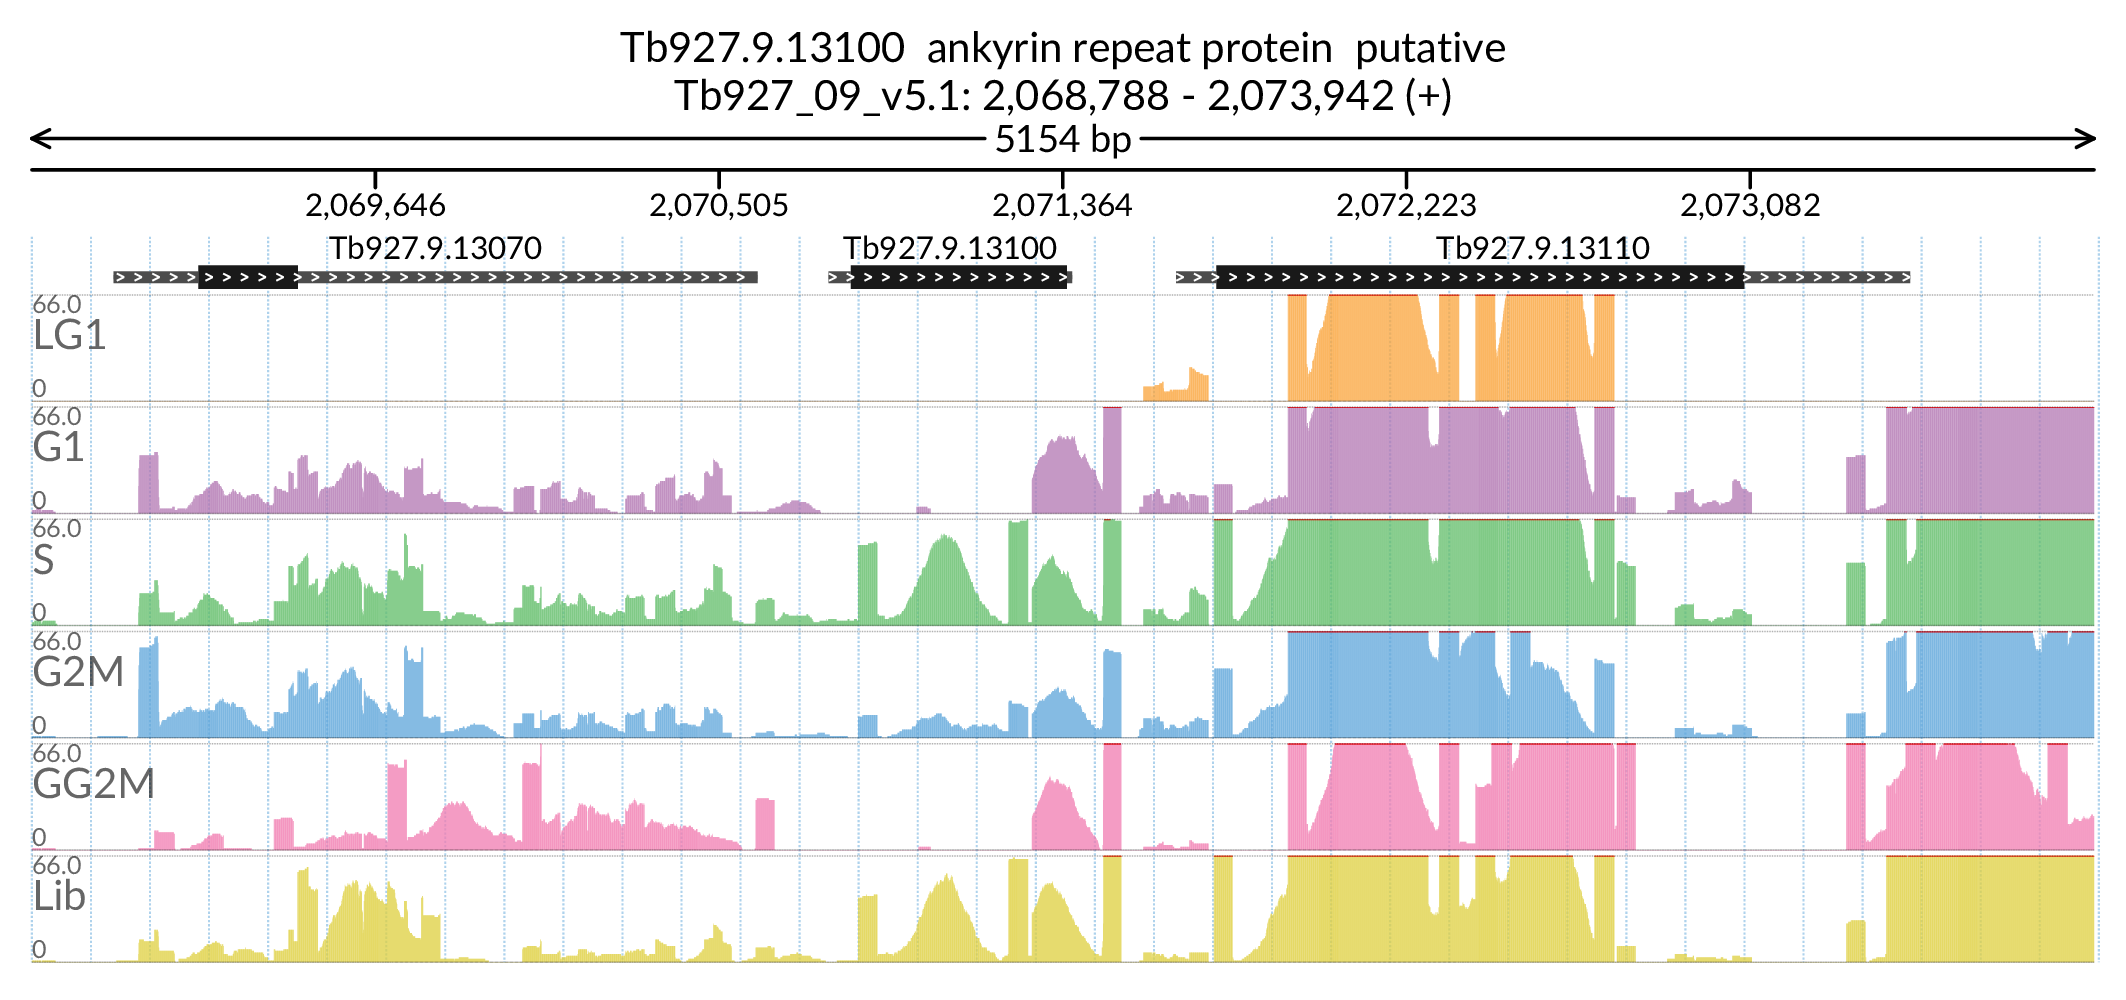 Tb927.9.13100  ankyrin repeat protein  putative
Tb927_09_v5.1: 2,068,788 - 2,073,942 (+)
5154 bp
2,069,646 2,070,505 2,071,364 2,072,223 2,073,082
Tb927.9.13070 Tb927.9.13100 Tb927.9.13110
66.0
LG1
0
66.0
G1
0
66.0
S
0
66.0
G2M
0
66.0
GG2M
0
66.0
Lib
0